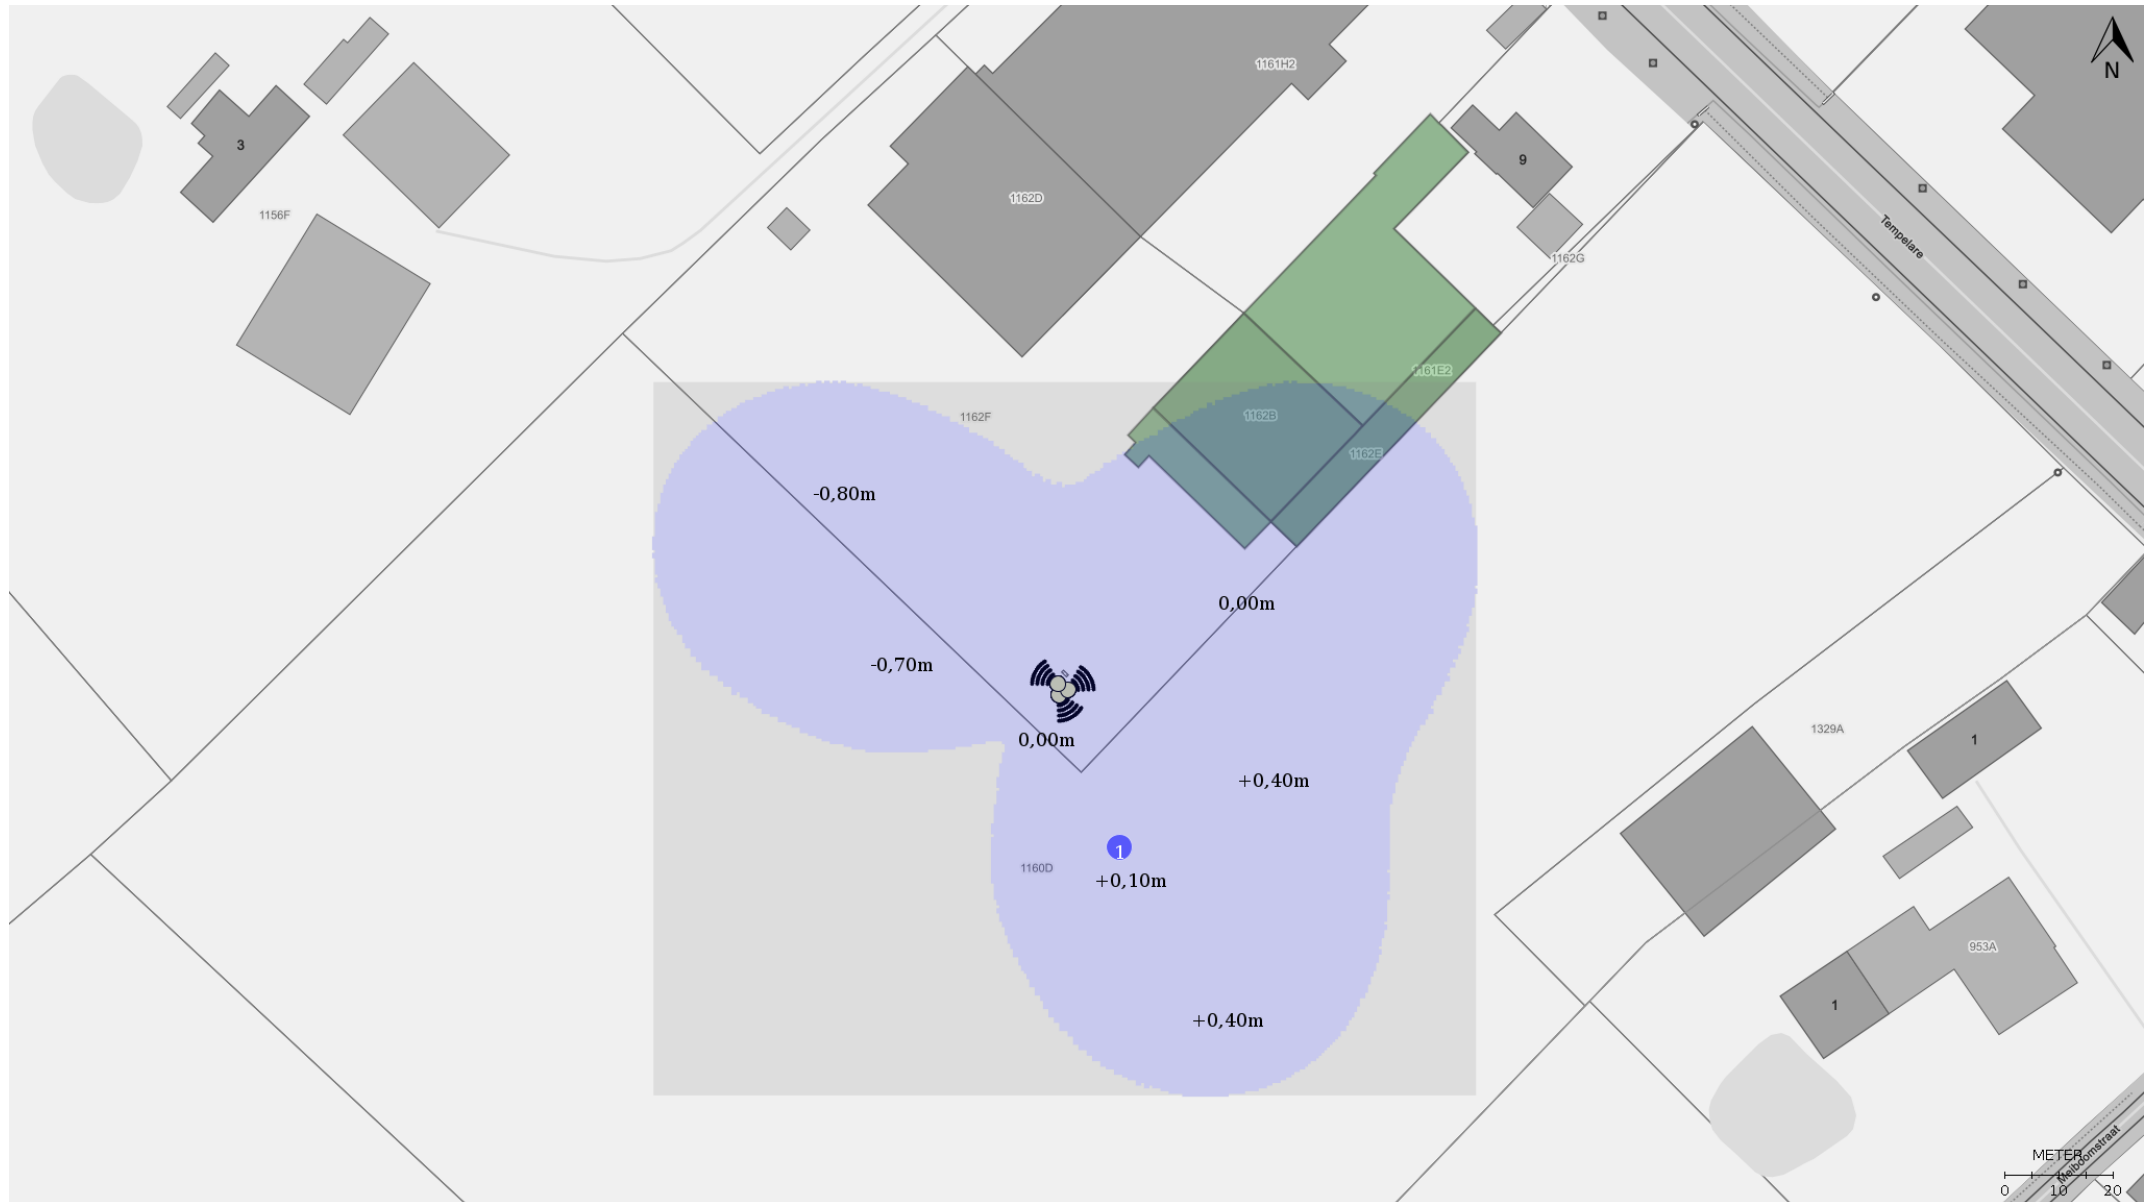 1161H2
N
3
1162D
9
1156F
Tempelare
1162G
1161E2
1162F
1162B
1162E
-0,80m
0,00m
-0,70m
0,00m
1329A
1
+0,40m
1
1160D
+0,10m
953A
1
+0,40m
Meiboomstraat
METER
0 10 20